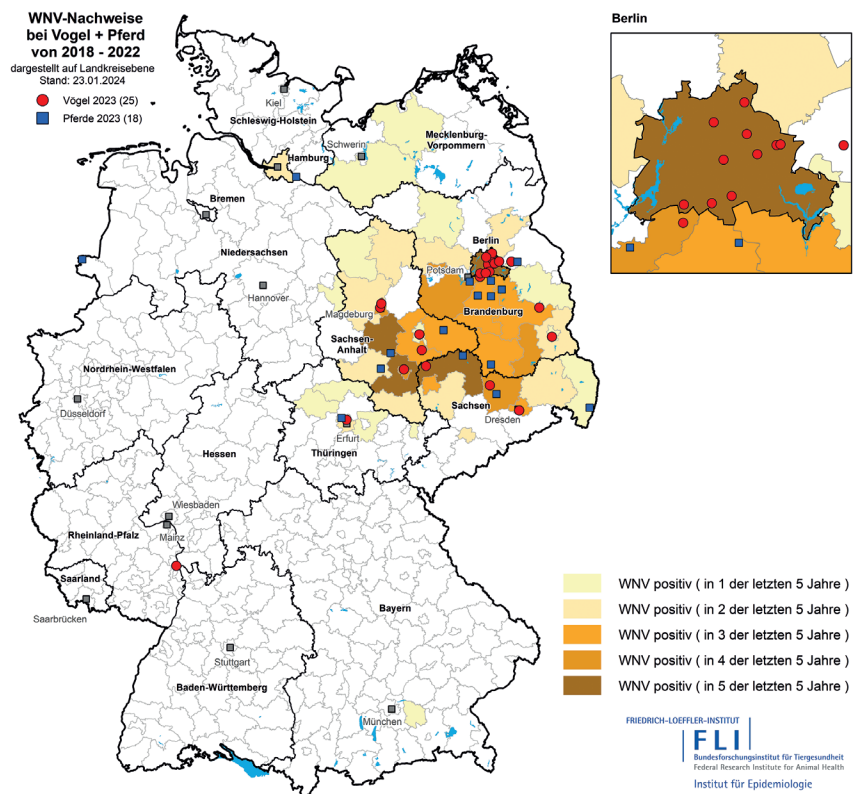 WNV-Nachweise
bei Vogel + Pferd
von 2018 - 2022
dargestellt auf Landkreisebene
Stand: 23.01.2024
Vögel 2023 (25)
Pferde 2023 (18)
Berlin
Kiel
Schleswig-Holstein
Mecklenburg-
Vorpommern
Schwerin
Hamburg
Bremen
Niedersachsen
Berlin
Potsdam
Hannover
Magdeburg
Brandenburg
Sachsen-
Anhalt
Nordrhein-Westfalen
Düsseldorf
Sachsen
Dresden
Erfurt
Thüringen
Hessen
Wiesbaden
Rheinland-Pfalz
Mainz
Saarland
Saarbrücken
Bayern
Stuttgart
Baden-Württemberg
München
WNV positiv ( in 1 der letzten 5 Jahre )
WNV positiv ( in 2 der letzten 5 Jahre )
WNV positiv ( in 3 der letzten 5 Jahre )
WNV positiv ( in 4 der letzten 5 Jahre )
WNV positiv ( in 5 der letzten 5 Jahre )
FRIEDRICH-LOEFFLER-INSTITUT
FLI
Bundesforschungsinstitut für Tiergesundheit
Federal Research Institute for Animal Health
Institut für Epidemiologie